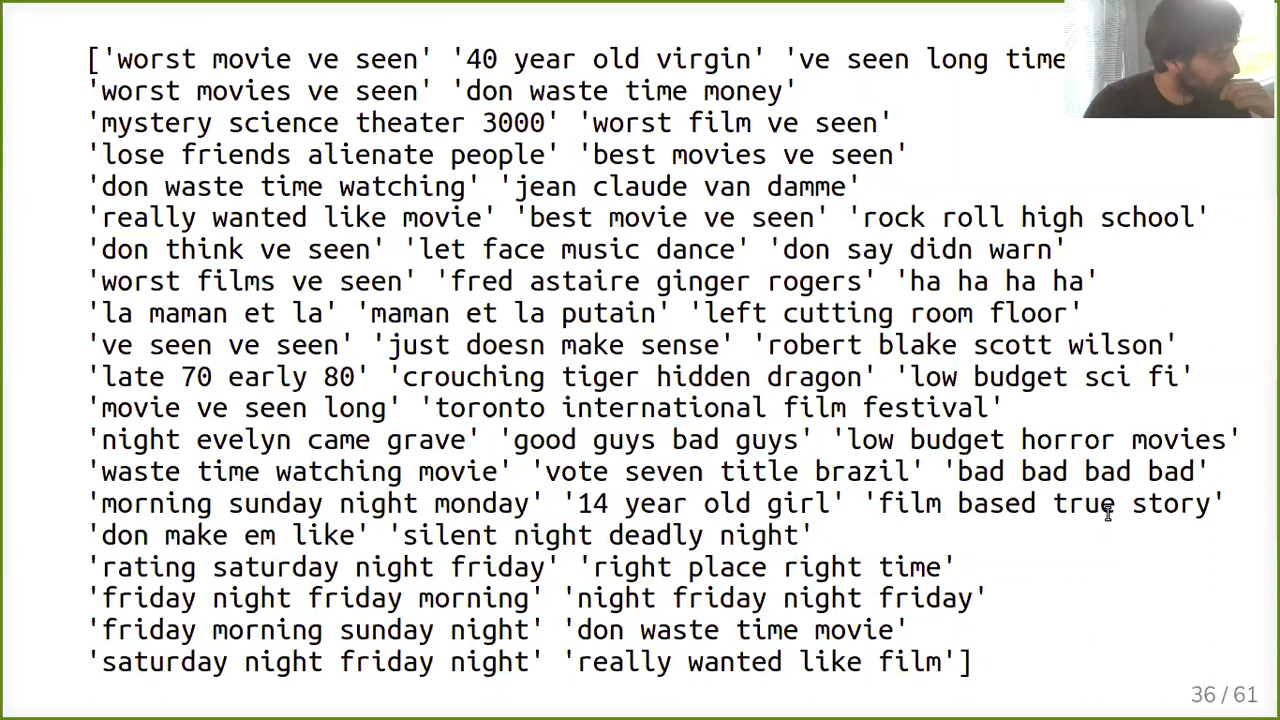 ['worst movie ve seen' '40 year old virgin' 've seen long time
'worst movies ve seen' 'don waste time money'
'mystery science theater 3000' 'worst film ve seen'
'lose friends alienate people' 'best movies ve seen'
'don waste time watching' 'jean claude van damme'
'really wanted like movie' 'best movie ve seen' 'rock roll high school'
'don think ve seen' 'let face music dance' 'don say didn warn'
'worst films ve seen' 'fred astaire ginger rogers' 'ha ha ha ha'
'la maman et la' 'maman et la putain' 'left cutting room floor'
've seen ve seen' 'just doesn make sense' 'robert blake scott wilson'
'late 70 early 80' 'crouching tiger hidden dragon' 'low budget sci fi'
'movie ve seen long' 'toronto international film festival'
'night evelyn came grave' 'good guys bad guys' 'low budget horror movies'
'waste time watching movie' 'vote seven title brazil' 'bad bad bad bad'
'morning sunday night monday' '14 year old girl' 'film based true story'
'don make em like' 'silent night deadly night'
'rating saturday night friday' 'right place right time'
'friday night friday morning' 'night friday night friday'
'friday morning sunday night' 'don waste time movie'
'saturday night friday night' 'really wanted like film']
36 / 61